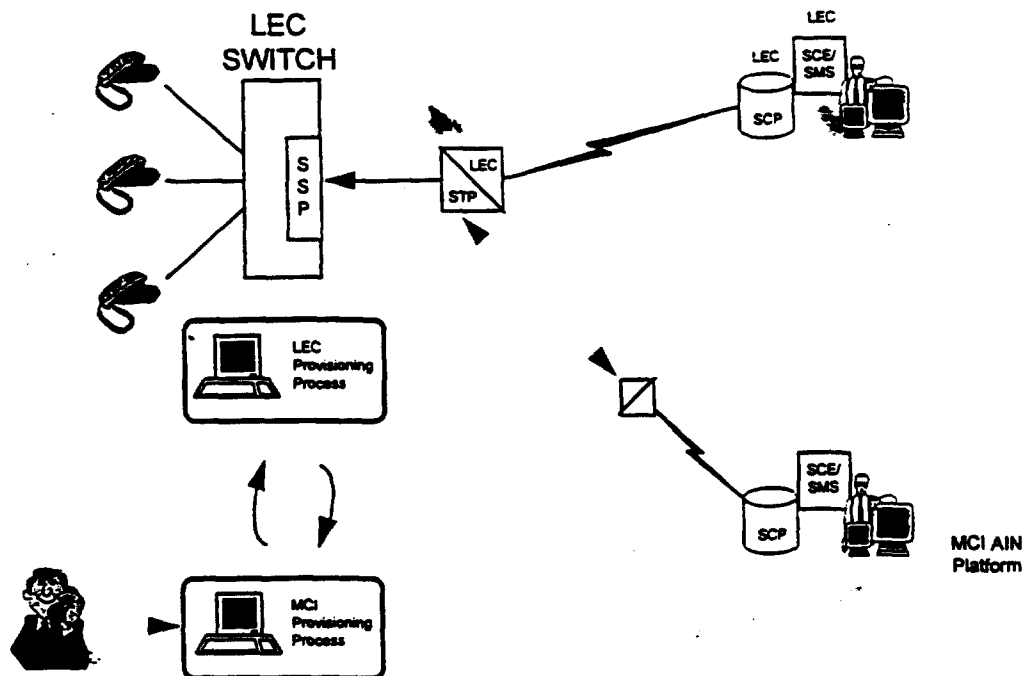 LEC
SWITCH
S
S
P
LEC
STP
LEC
SCP
LEC
SCE/
SMS
LEC
Provisioning
Process
SCE/
SMS
SCP
MCI AIN
Platform
MCI
Provisioning
Process